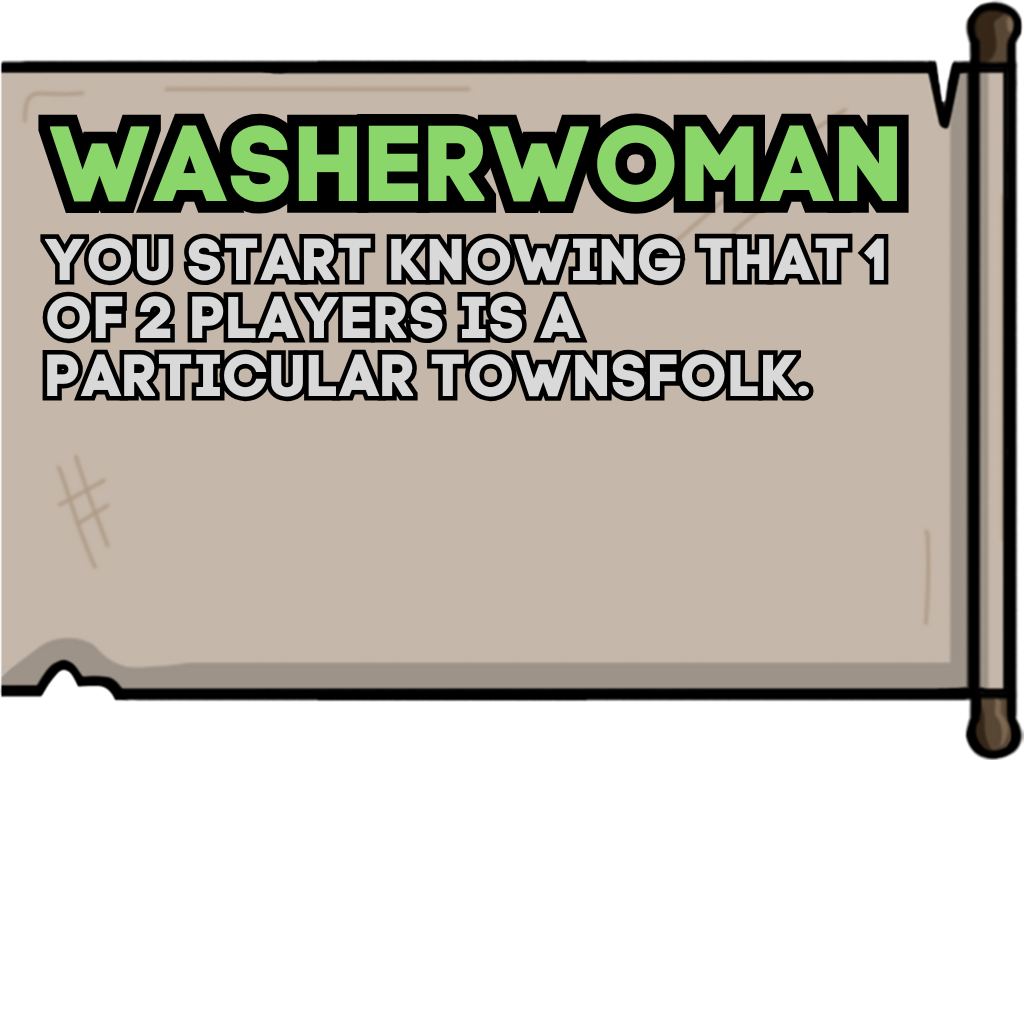 WASHERWOMAN
YOU START KNOWING THAT 1
OF 2 PLAYERS IS A
PARTICULAR TOWNSFOLK.